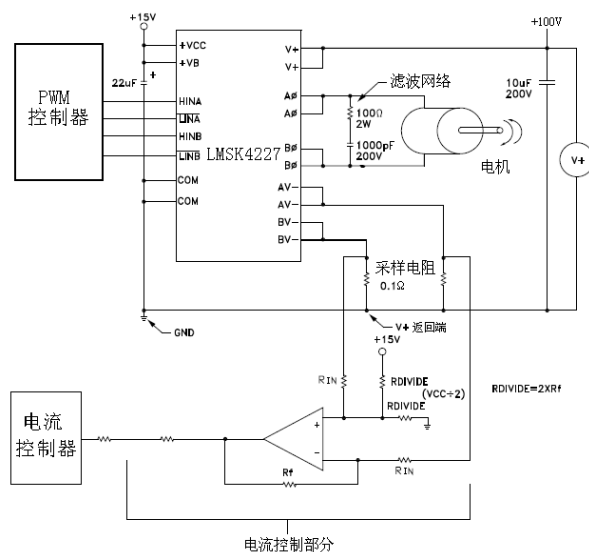 +15V
+100V
+VCC
+VB
22uF
+
PWM
控制器
HINA
LINA
HINB
LINB
COM
COM
LMSK4227
V+
V+
AØ
AØ
BØ
BØ
AV-
AV-
BV-
BV-
滤波网络
100Ω
2W
1000pF
200V
电机
10uF
200V
V+
采样电阻
0.1Ω
GND
V+ 返回端
+15V
RIN
RDIVIDE
(VCC÷2)
RDIVIDE
RDIVIDE=2XRf
电流
控制器
+
-
Rf
RIN
电流控制部分